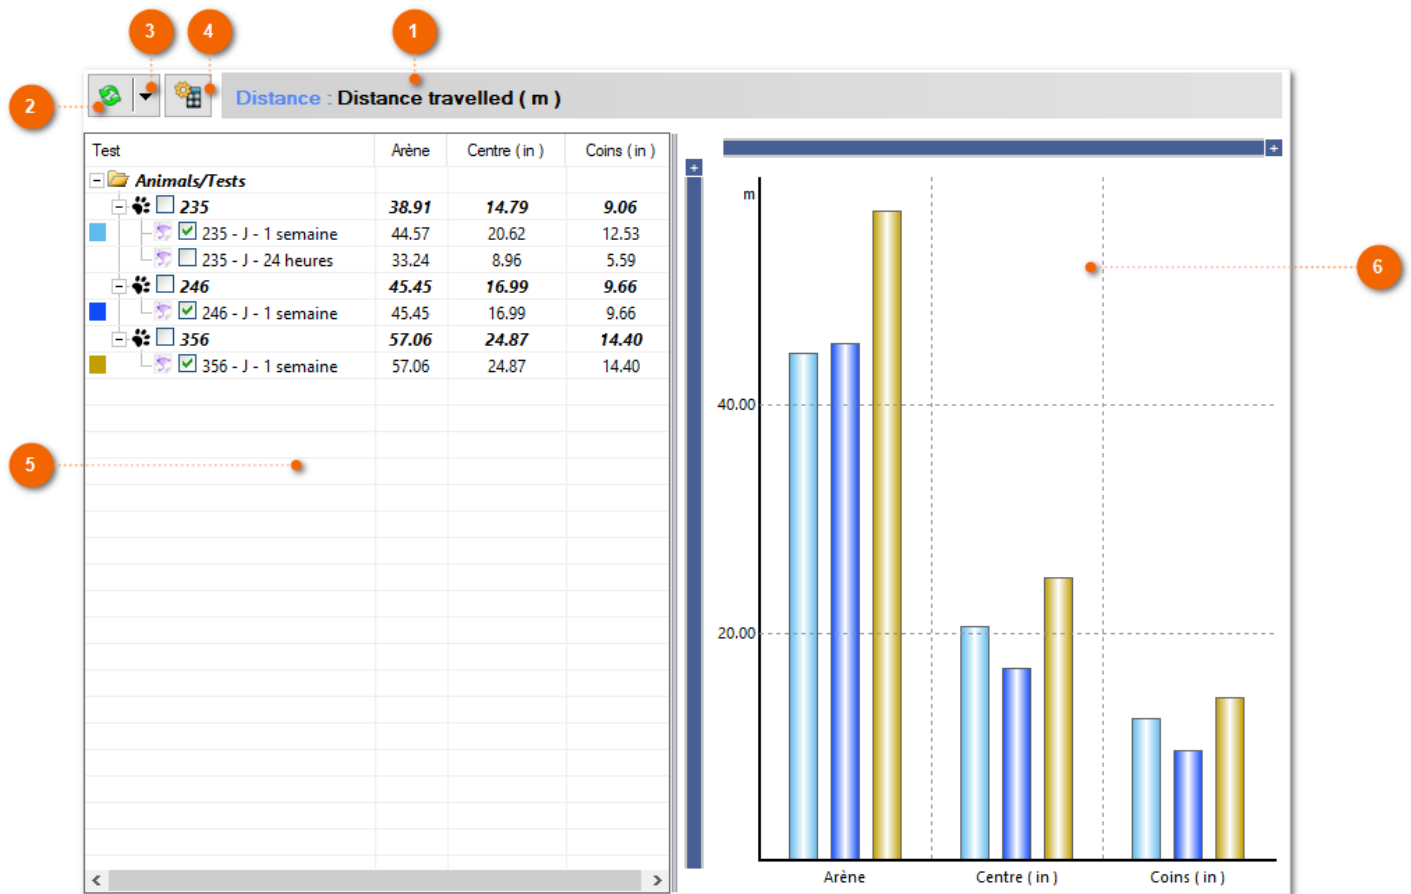 3 4 1
2
Distance : Distance travelled ( m )
Test Arène Centre ( in ) Coins ( in )
Animals/Tests
235 38.91 14.79 9.06
235 - J - 1 semaine 44.57 20.62 12.53
235 - J - 24 heures 33.24 8.96 5.59
246 45.45 16.99 9.66
246 - J - 1 semaine 45.45 16.99 9.66
356 57.06 24.87 14.40
356 - J - 1 semaine 57.06 24.87 14.40
5
m
6
40.00
20.00
Arène Centre ( in ) Coins ( in )